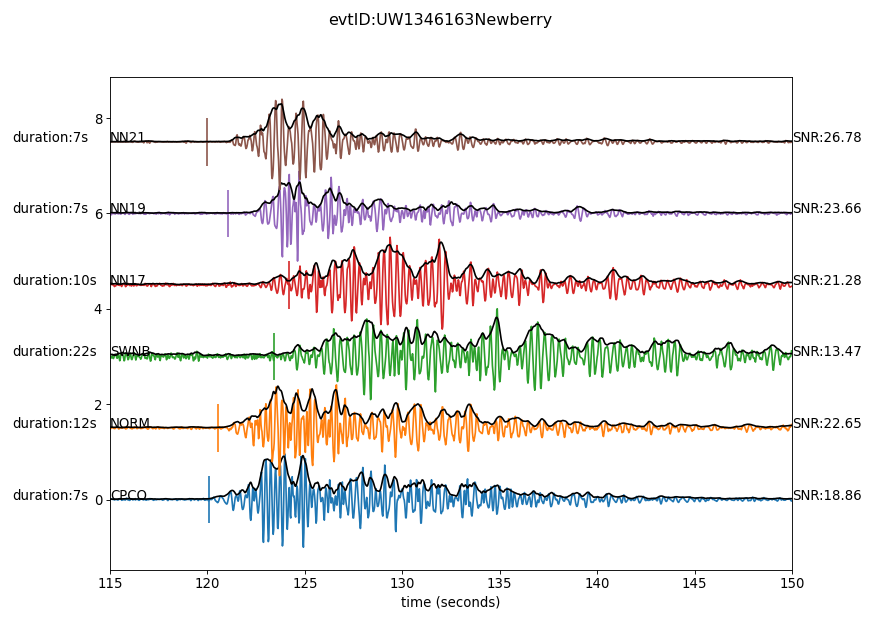 evtID:UW1346163Newberry
8
duration:7s NN21 SNR:26.78
duration:7s NN19 SNR:23.66
6
duration:10s NN17 SNR:21.28
4
duration:22s SWNB SNR:13.47
2
duration:12s NORM SNR:22.65
duration:7s CPCO SNR:18.86
0
115 120 125 130 135 140 145 150
time (seconds)